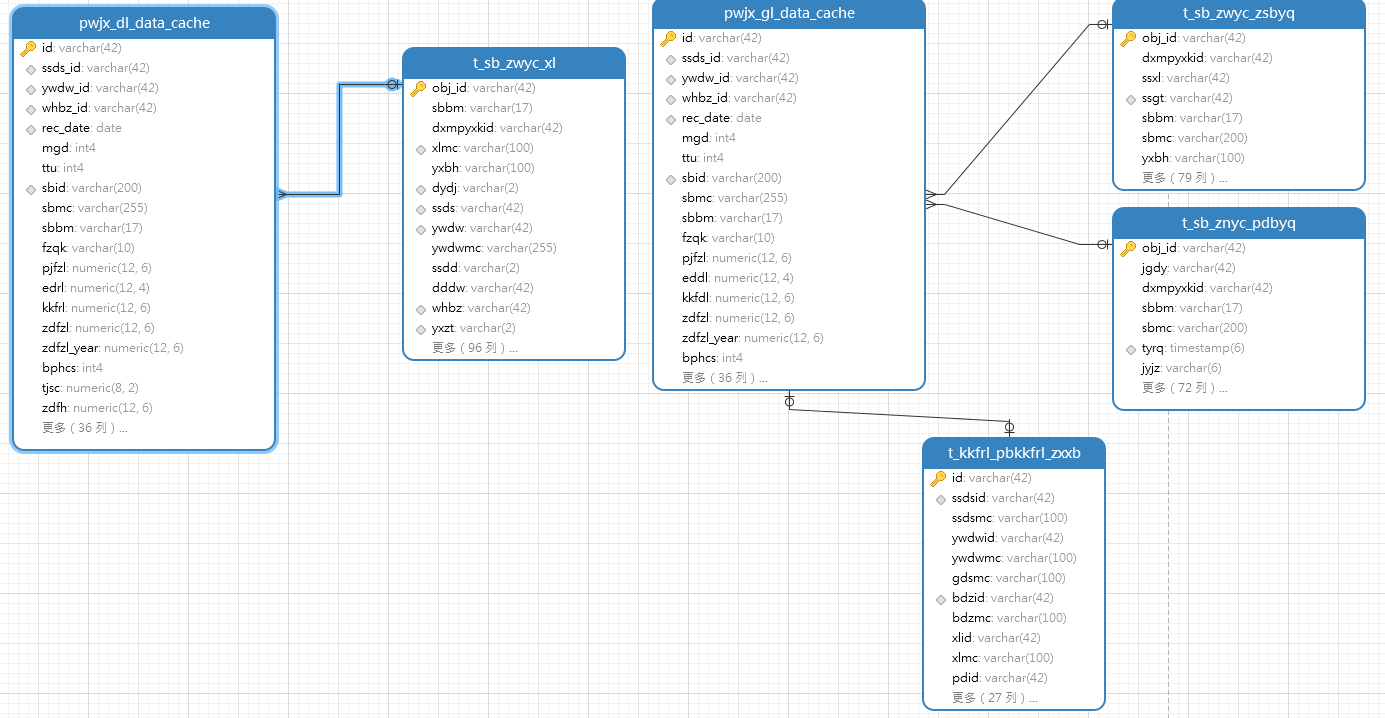 pwjx_dl_data_cache
id: varchar(42)
ssds_id: varchar(42)
ywdw_id: varchar(42)
whbz_id: varchar(42)
rec_date: date
mgd: int4
ttu: int4
sbid: varchar(200)
sbmc: varchar(255)
sbbm: varchar(17)
fzqk: varchar(10)
pjfzl: numeric(12, 6)
edrl: numeric(12, 4)
kkfrl: numeric(12, 6)
zdfzl: numeric(12, 6)
zdfzl_year: numeric(12, 6)
bphcs: int4
tjsc: numeric(8, 2)
zdfh: numeric(12, 6)
更多 ( 36 列 ) ...
t_sb_zwyc_xl
obj_id: varchar(42)
sbbm: varchar(17)
dxmpyxkid: varchar(42)
xlmc: varchar(100)
yxbh: varchar(100)
dydj: varchar(2)
ssds: varchar(42)
ywdw: varchar(42)
ywdwmc: varchar(255)
ssdd: varchar(2)
dddw: varchar(42)
whbz: varchar(42)
yxzt: varchar(2)
更多 ( 96 列 ) ...
pwjx_gl_data_cache
id: varchar(42)
ssds_id: varchar(42)
ywdw_id: varchar(42)
whbz_id: varchar(42)
rec_date: date
mgd: int4
ttu: int4
sbid: varchar(200)
sbmc: varchar(255)
sbbm: varchar(17)
fzqk: varchar(10)
pjfzl: numeric(12, 6)
eddl: numeric(12, 4)
kkfdl: numeric(12, 6)
zdfzl: numeric(12, 6)
zdfzl_year: numeric(12, 6)
bphcs: int4
更多 ( 36 列 ) ...
t_sb_zwyc_zsbyq
obj_id: varchar(42)
dxmpyxkid: varchar(42)
ssxl: varchar(42)
ssgt: varchar(42)
sbbm: varchar(17)
sbmc: varchar(200)
yxbh: varchar(100)
更多 ( 79 列 ) ...
t_sb_znyc_pdbyq
obj_id: varchar(42)
jgdy: varchar(42)
dxmpyxkid: varchar(42)
sbbm: varchar(17)
sbmc: varchar(200)
tyrq: timestamp(6)
jyjz: varchar(6)
更多 ( 72 列 ) ...
t_kkfrl_pbkkfrl_zxxb
id: varchar(42)
ssdsid: varchar(42)
ssdsmc: varchar(100)
ywdwid: varchar(42)
ywdwmc: varchar(100)
gdsmc: varchar(100)
bdzid: varchar(42)
bdzmc: varchar(100)
xlid: varchar(42)
xlmc: varchar(100)
pdid: varchar(42)
更多 ( 27 列 ) ...